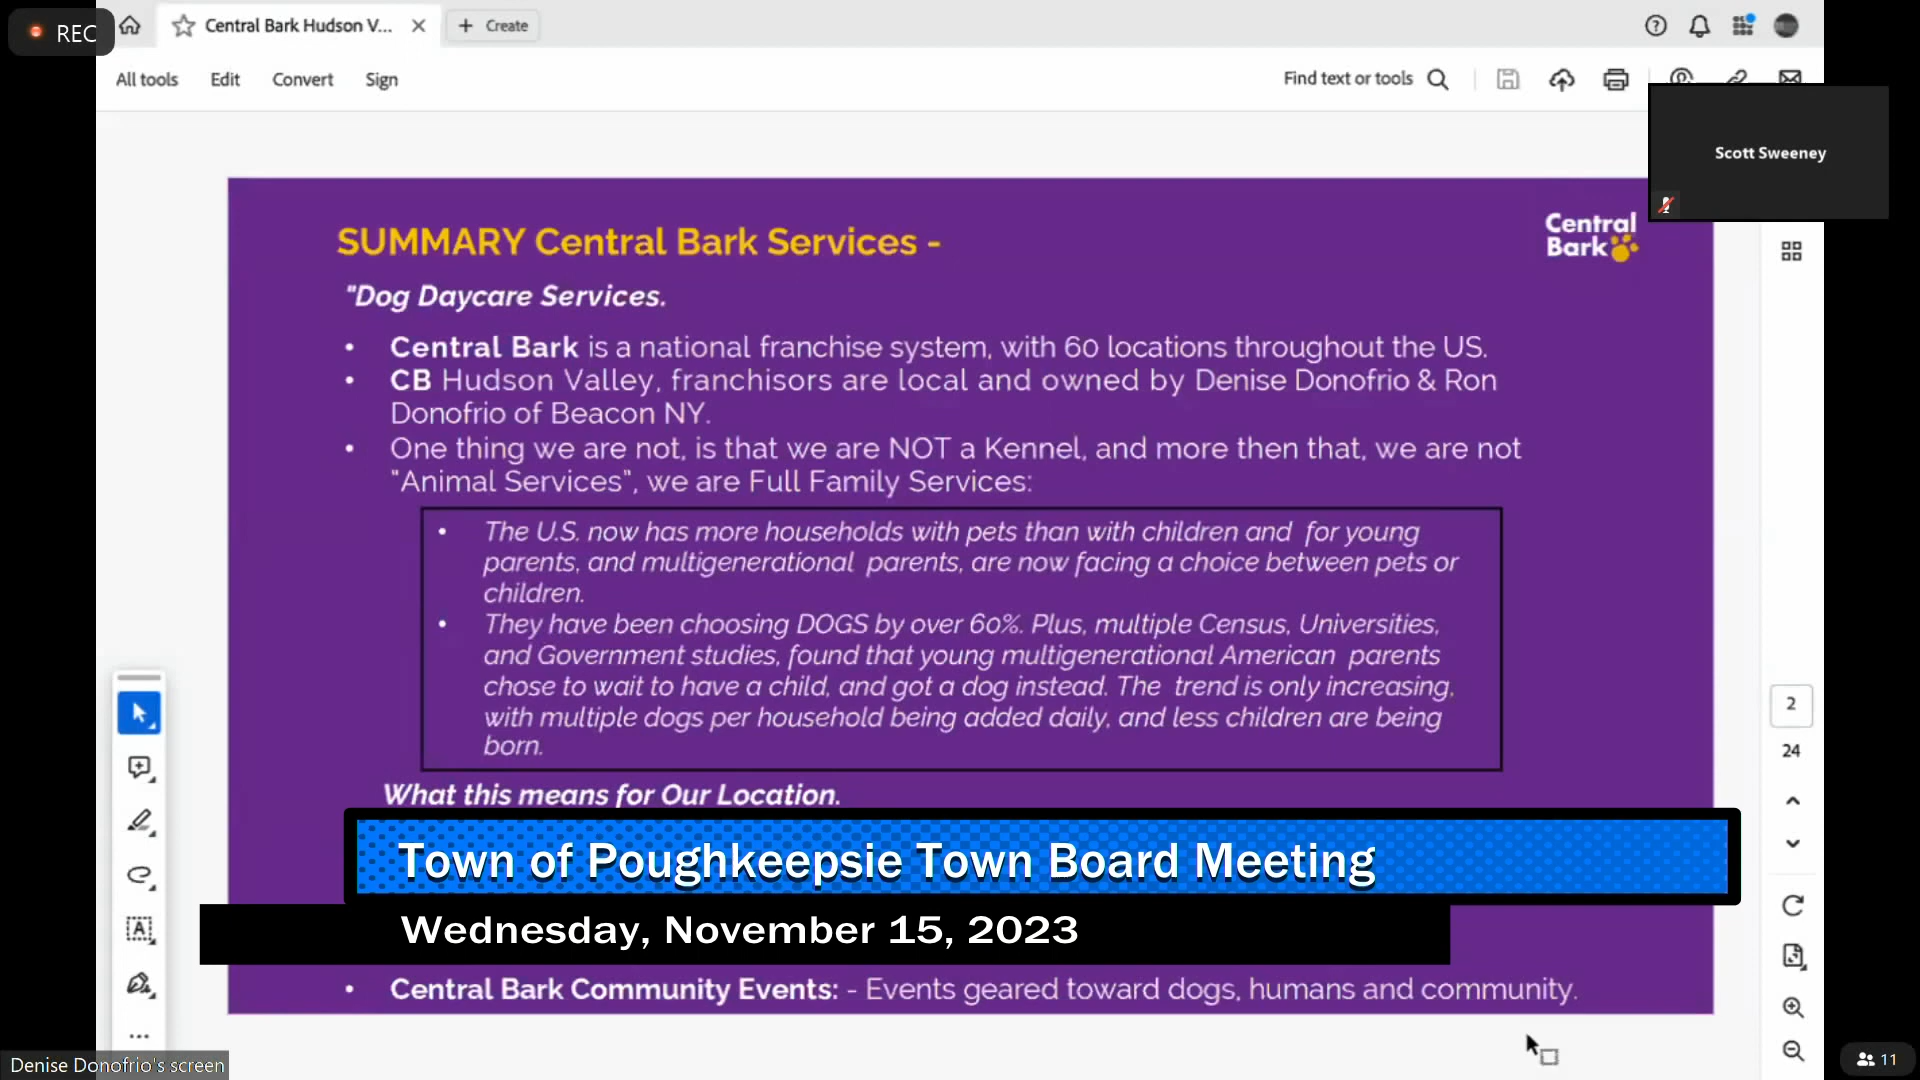 REC
Central Bark Hudson V...
Create
All tools
Edit
Convert
Sign
Find text or tools
Scott Sweeney
SUMMARY Central Bark Services -
Central
Bark
"Dog Daycare Services.
• Central Bark is a national franchise system, with 60 locations throughout the US.
• CB Hudson Valley, franchisors are local and owned by Denise Donofrio & Ron
Donofrio of Beacon NY.
• One thing we are not, is that we are NOT a Kennel, and more then that, we are not
"Animal Services", we are Full Family Services:
• The U.S. now has more households with pets than with children and for young
parents, and multigenerational parents, are now facing a choice between pets or
children.
• They have been choosing DOGS by over 60%. Plus, multiple Census, Universities,
and Government studies, found that young multigenerational American parents
chose to wait to have a child, and got a dog instead. The trend is only increasing,
with multiple dogs per household being added daily, and less children are being
born.
What this means for Our Location.
2
24
Town of Poughkeepsie Town Board Meeting
Wednesday, November 15, 2023
• Central Bark Community Events: - Events geared toward dogs, humans and community.
Denise Donofrio's screen
11